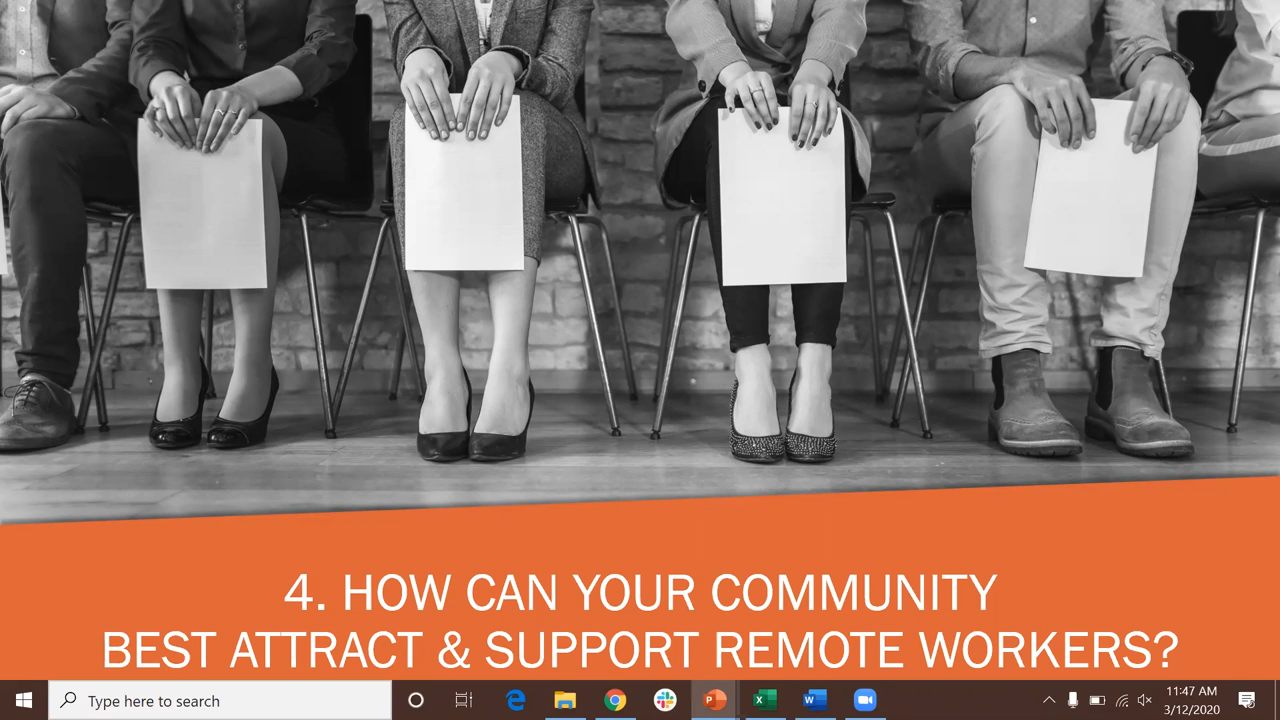 4. HOW CAN YOUR COMMUNITY
BEST ATTRACT & SUPPORT REMOTE WORKERS?
Type here to search
11:47 AM
3/12/2020